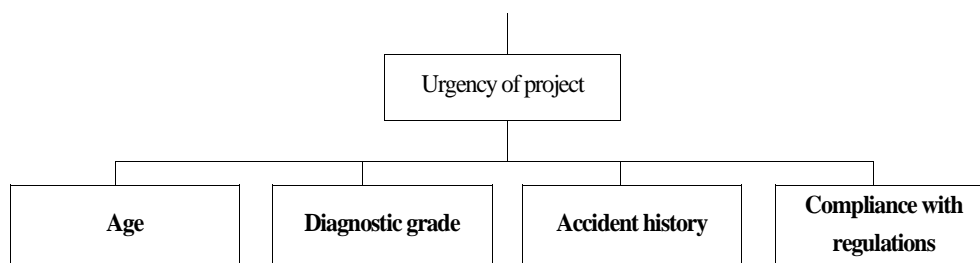 Urgency of project
Age
Diagnostic grade
Accident history
Compliance with
regulations